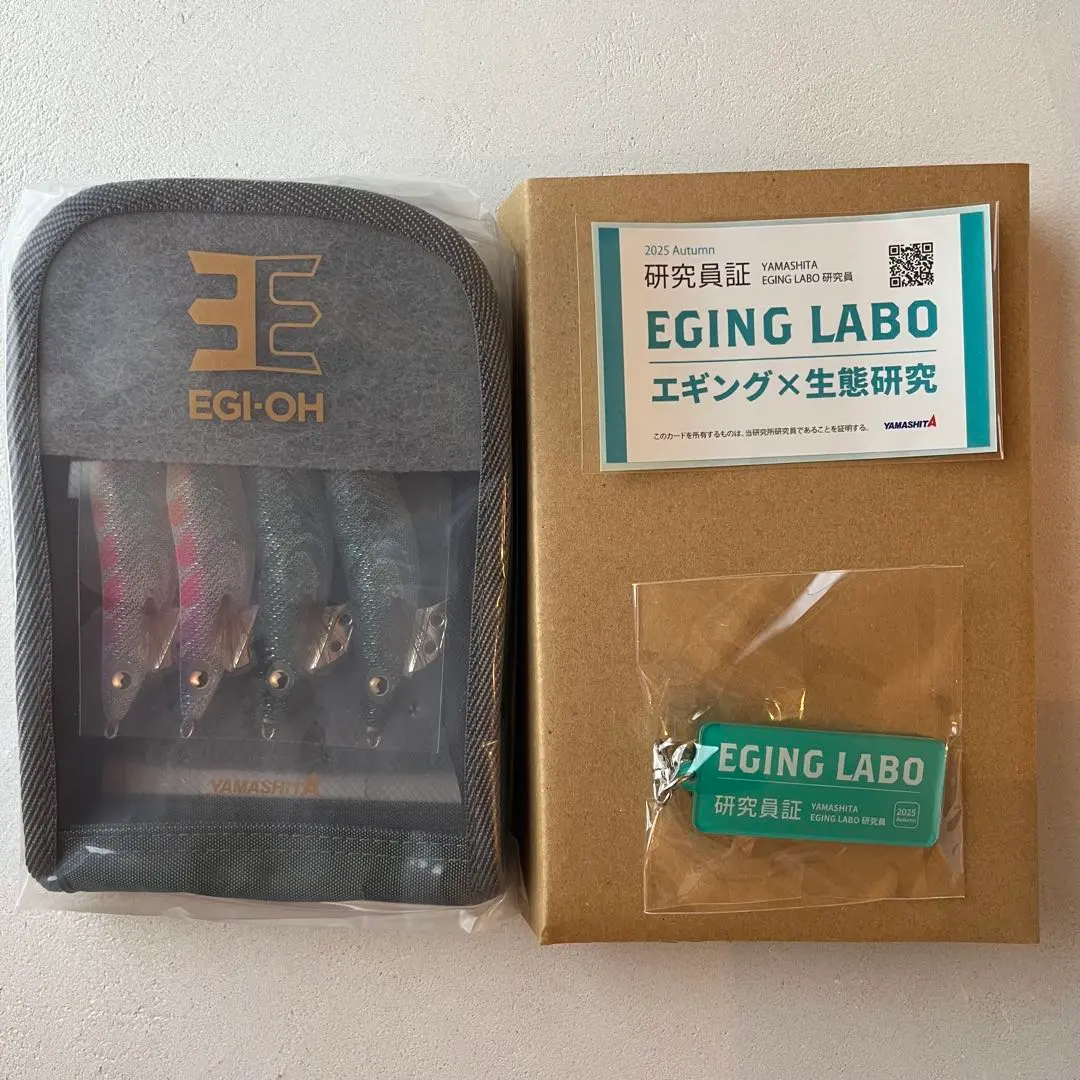 EGI-OH
YAMASHITA
2025 Autumn
研究員証
YAMASHITA
EGING LABO 研究員
EGING LABO
エギング×生態研究
このカードを所有するものは、当研究所研究員であることを証明する。
YAMASHITA
EGING LABO
研究員証
YAMASHITA
EGING LABO 研究員
2025
Autumn